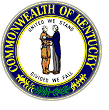 COMMONWEALTH OF KENTUCKY
UNITED WE STAND
DIVIDED WE FALL